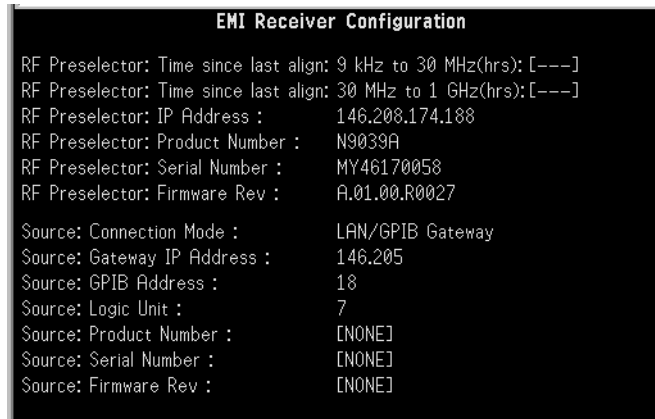 EMI Receiver Configuration
RF Preselector: Time since last align: 9 kHz to 30 MHz(hrs): [---]
RF Preselector: Time since last align: 30 MHz to 1 GHz(hrs): [---]
RF Preselector: IP Address : 146.208.174.188
RF Preselector: Product Number : N9039A
RF Preselector: Serial Number : MY46170058
RF Preselector: Firmware Rev : A.01.00.R0027
Source: Connection Mode : LAN/GPIB Gateway
Source: Gateway IP Address : 146.205
Source: GPIB Address : 18
Source: Logic Unit : 7
Source: Product Number : [NONE]
Source: Serial Number : [NONE]
Source: Firmware Rev : [NONE]